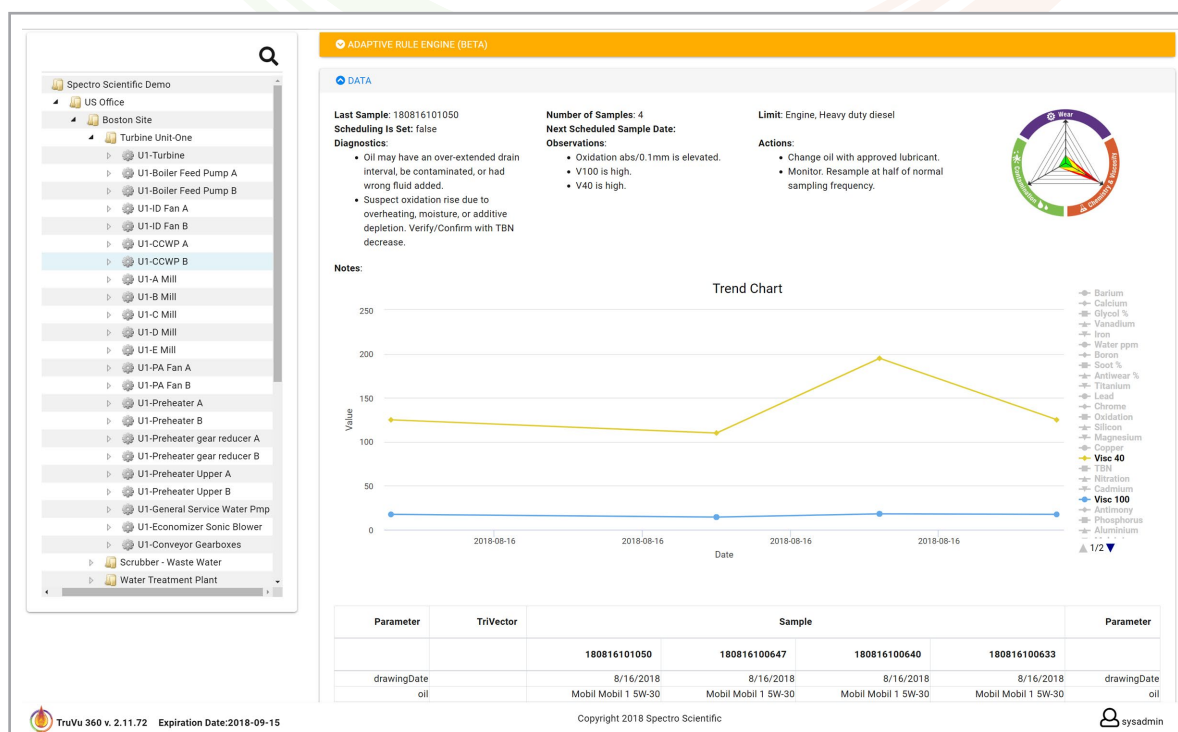 ADAPTIVE RULE ENGINE (BETA)
DATA
Spectro Scientific Demo
US Office
Boston Site
Turbine Unit-One
U1-Turbine
U1-Boiler Feed Pump A
U1-Boiler Feed Pump B
U1-ID Fan A
U1-ID Fan B
U1-CCWP A
U1-CCWP B
U1-A Mill
U1-B Mill
U1-C Mill
U1-D Mill
U1-E Mill
U1-PA Fan A
U1-PA Fan B
U1-Preheater A
U1-Preheater B
U1-Preheater gear reducer A
U1-Preheater gear reducer B
U1-Preheater Upper A
U1-Preheater Upper B
U1-General Service Water Pmp
U1-Economizer Sonic Blower
U1-Conveyor Gearboxes
Scrubber - Waste Water
Water Treatment Plant
Last Sample: 180816101050
Scheduling Is Set: false
Diagnostics:
Oil may have an over-extended drain
interval, be contaminated, or had
wrong fluid added.
Suspect oxidation rise due to
overheating, moisture, or additive
depletion. Verify/Confirm with TBN
decrease.
Number of Samples: 4
Next Scheduled Sample Date:
Observations:
Oxidation abs/0.1mm is elevated.
V100 is high.
V40 is high.
Limit: Engine, Heavy duty diesel
Actions:
Change oil with approved lubricant.
Monitor. Resample at half of normal
sampling frequency.
Wear
Contamination
Chemistry & Viscosity
Notes:
Trend Chart
250
200
150
100
50
0
Value
2018-08-16 2018-08-16 2018-08-16 2018-08-16
Date
Barium
Calcium
Glycol %
Vanadium
Iron
Water ppm
Boron
Soot %
Antiwear %
Titanium
Lead
Chrome
Oxidation
Silicon
Magnesium
Copper
Visc 40
TBN
Nitration
Cadmium
Visc 100
Antimony
Phosphorus
Aluminium
1/2
Parameter TriVector Sample Parameter
180816101050 180816100647 180816100640 180816100633
drawingDate 8/16/2018 8/16/2018 8/16/2018 8/16/2018 drawingDate
oil Mobil Mobil 1 5W-30 Mobil Mobil 1 5W-30 Mobil Mobil 1 5W-30 Mobil Mobil 1 5W-30 oil
TruVu 360 v. 2.11.72 Expiration Date:2018-09-15
Copyright 2018 Spectro Scientific
sysadmin